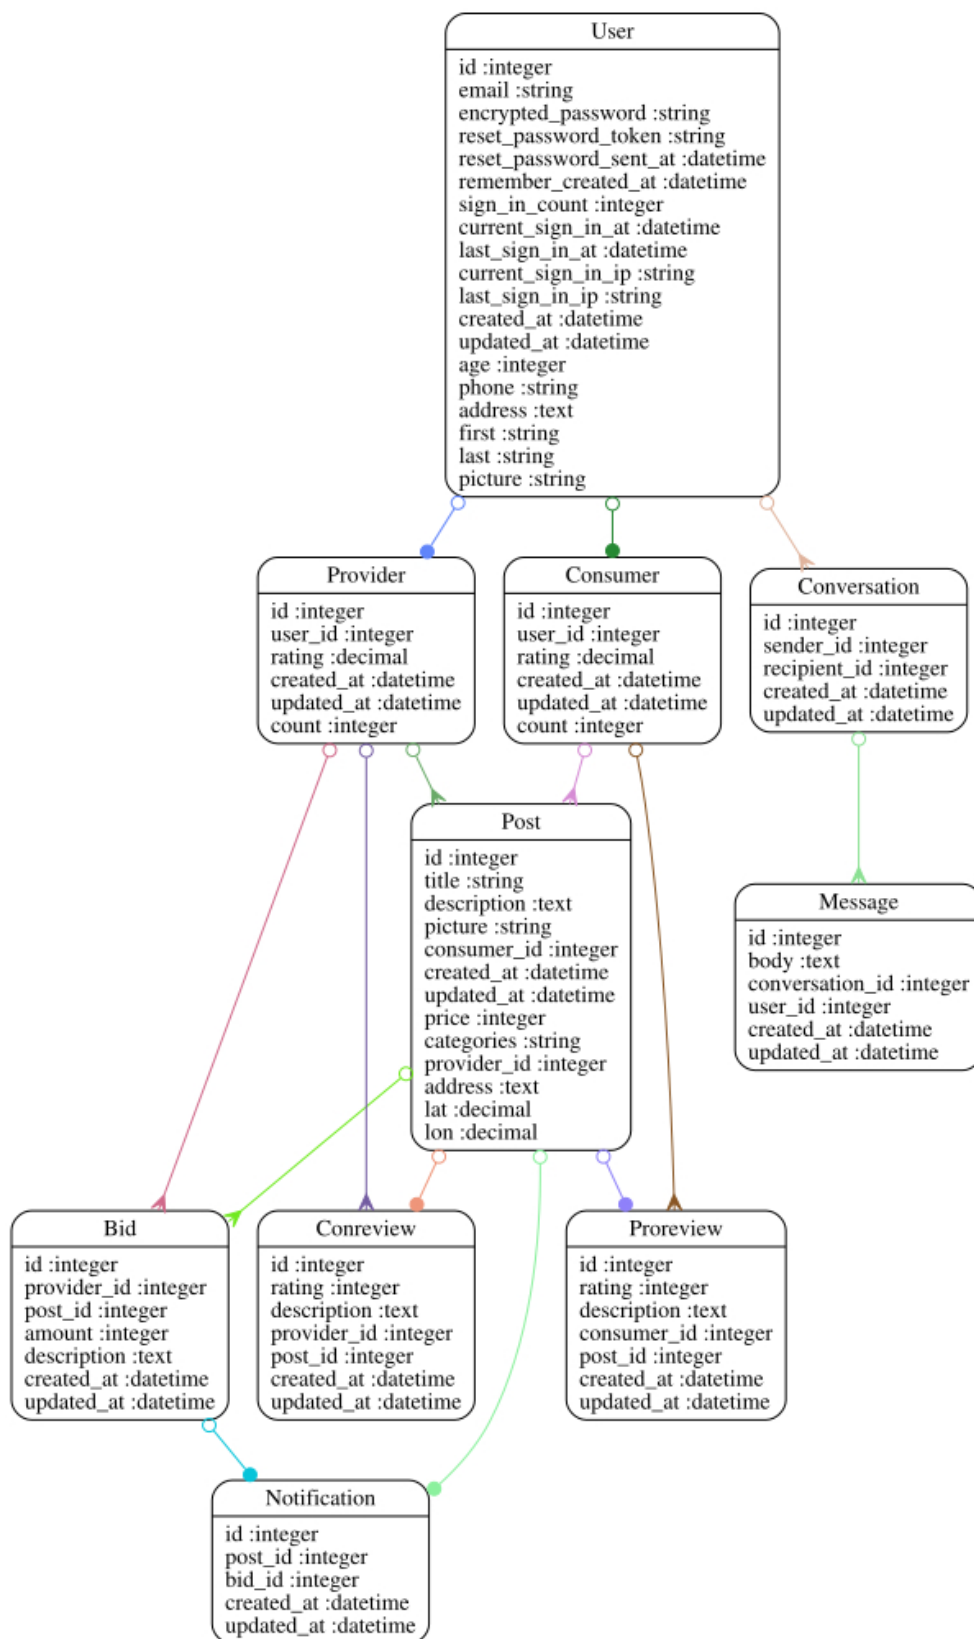 User
id :integer
email :string
encrypted_password :string
reset_password_token :string
reset_password_sent_at :datetime
remember_created_at :datetime
sign_in_count :integer
current_sign_in_at :datetime
last_sign_in_at :datetime
current_sign_in_ip :string
last_sign_in_ip :string
created_at :datetime
updated_at :datetime
age :integer
phone :string
address :text
first :string
last :string
picture :string
Provider
id :integer
user_id :integer
rating :decimal
created_at :datetime
updated_at :datetime
count :integer
Consumer
id :integer
user_id :integer
rating :decimal
created_at :datetime
updated_at :datetime
count :integer
Conversation
id :integer
sender_id :integer
recipient_id :integer
created_at :datetime
updated_at :datetime
Post
id :integer
title :string
description :text
picture :string
consumer_id :integer
created_at :datetime
updated_at :datetime
price :integer
categories :string
provider_id :integer
address :text
lat :decimal
lon :decimal
Message
id :integer
body :text
conversation_id :integer
user_id :integer
created_at :datetime
updated_at :datetime
Bid
id :integer
provider_id :integer
post_id :integer
amount :integer
description :text
created_at :datetime
updated_at :datetime
Conreview
id :integer
rating :integer
description :text
provider_id :integer
post_id :integer
created_at :datetime
updated_at :datetime
Proreview
id :integer
rating :integer
description :text
consumer_id :integer
post_id :integer
created_at :datetime
updated_at :datetime
Notification
id :integer
post_id :integer
bid_id :integer
created_at :datetime
updated_at :datetime